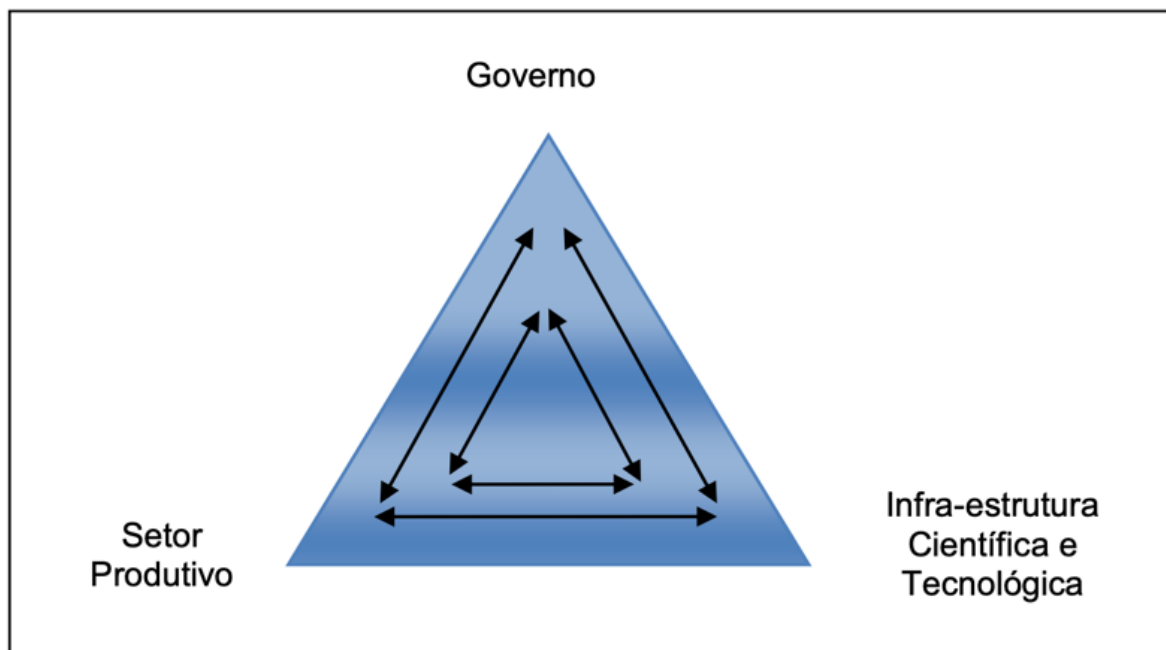 Governo
Setor
Produtivo
Infra-estrutura
Científica e
Tecnológica